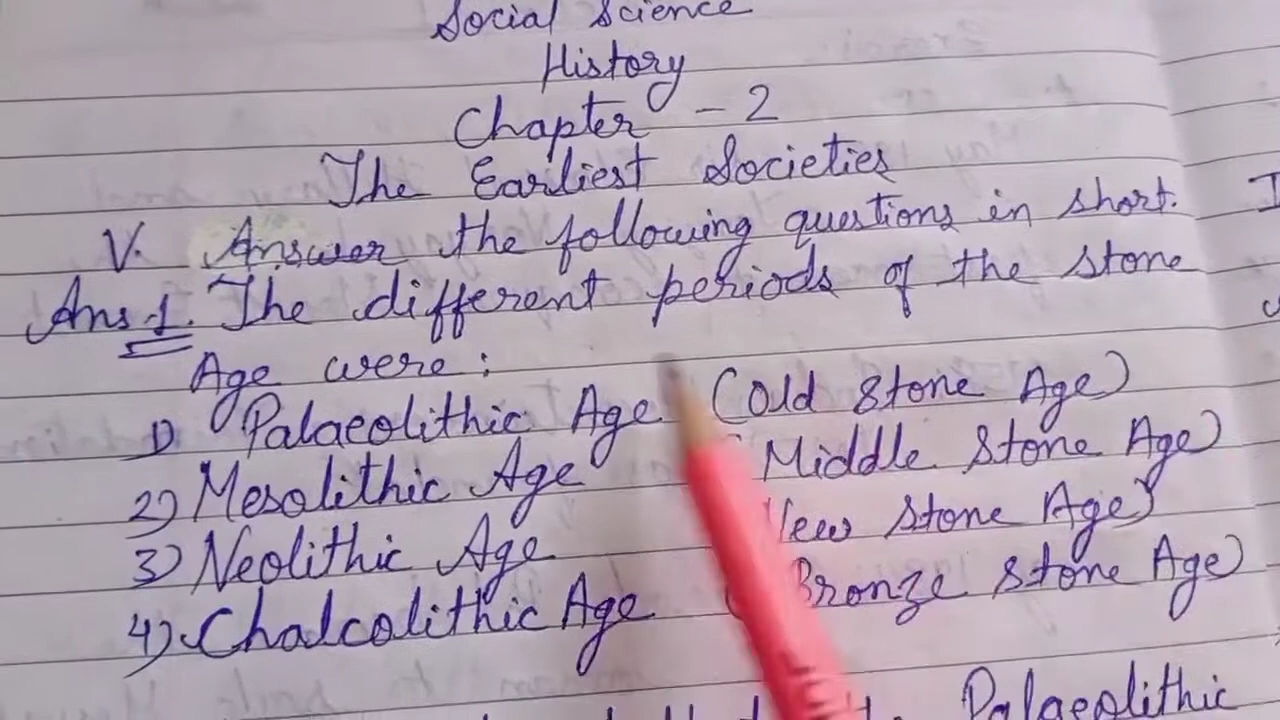 Social Science
History
Chapter - 2
The Earliest Societies
V. Answer the following questions in short.
Ans 1. The different periods of the stone
Age were:
1) Palaeolithic Age (Old Stone Age)
2) Mesolithic Age Middle Stone Age)
3) Neolithic Age Stone Age)
4) Chalcolithic Age Bronze Stone Age)
Palaeolithic